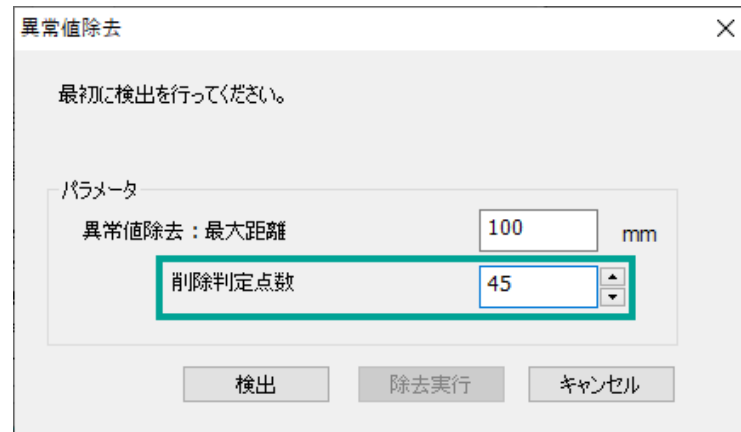 異常値除去
最初に検出を行ってください。
パラメータ
異常値除去：最大距離 100 mm
削除判定点数 45
検出 除去実行 キャンセル